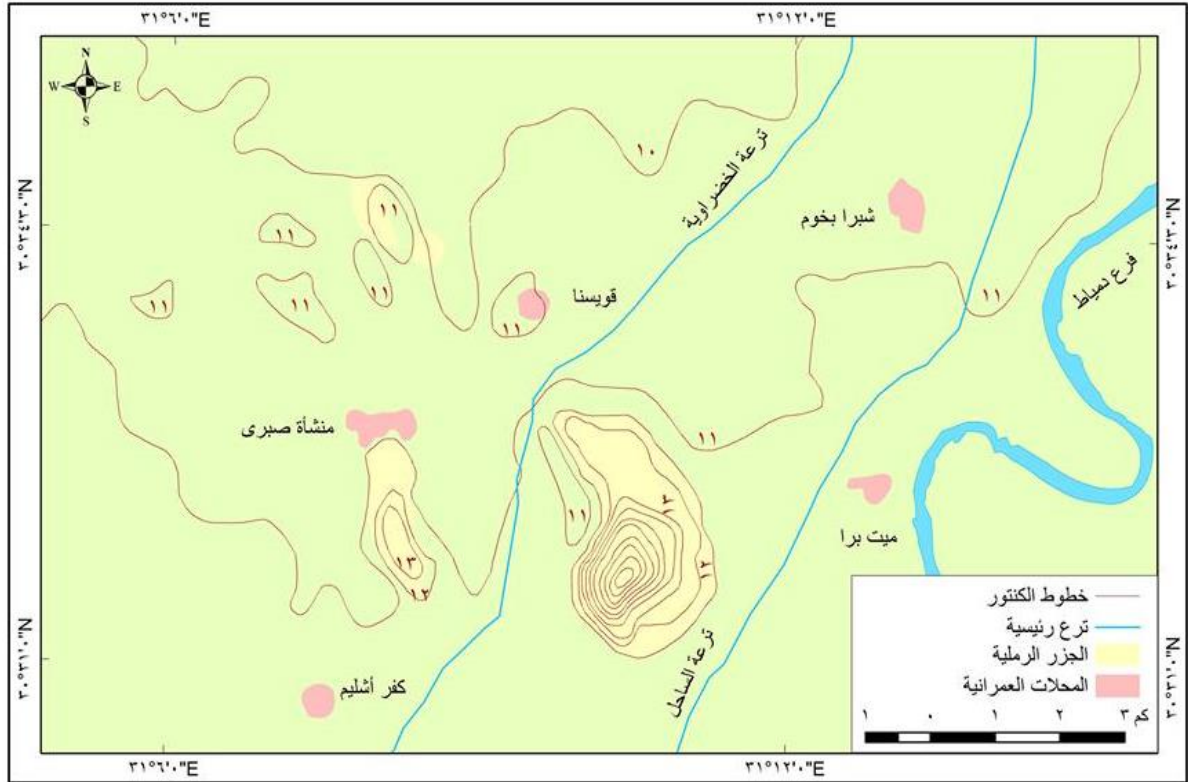 ٣١°٦'٠"E
٣١°١٢'٠"E
N
W
E
S
٣٠°٣٤'٣٠"N
٣٠°٣٤'٣٠"N
١٠
ترعة الخضراوية
شبرا بخوم
فرع دمياط
١١
١١
١١
١١
١١
١١
١١
قويسنا
منشأة صبرى
١١
١١
١٣
١٢
ميت برا
١٣
١٢
ترعة الساحل
كفر أشليم
خطوط الكنتور
ترع رئيسية
الجزر الرملية
المحلات العمرانية
١ ٠ ١ ٢ ٣ كم
٣٠°٣١'٠"N
٣٠°٣١'٠"N
٣١°٦'٠"E
٣١°١٢'٠"E